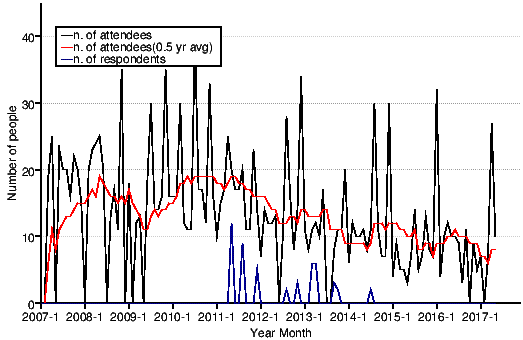 40
30
20
10
0
Number of people
n. of attendees
n. of attendees(0.5 yr avg)
n. of respondents
2007-1 2008-1 2009-1 2010-1 2011-1 2012-1 2013-1 2014-1 2015-1 2016-1 2017-1
Year Month